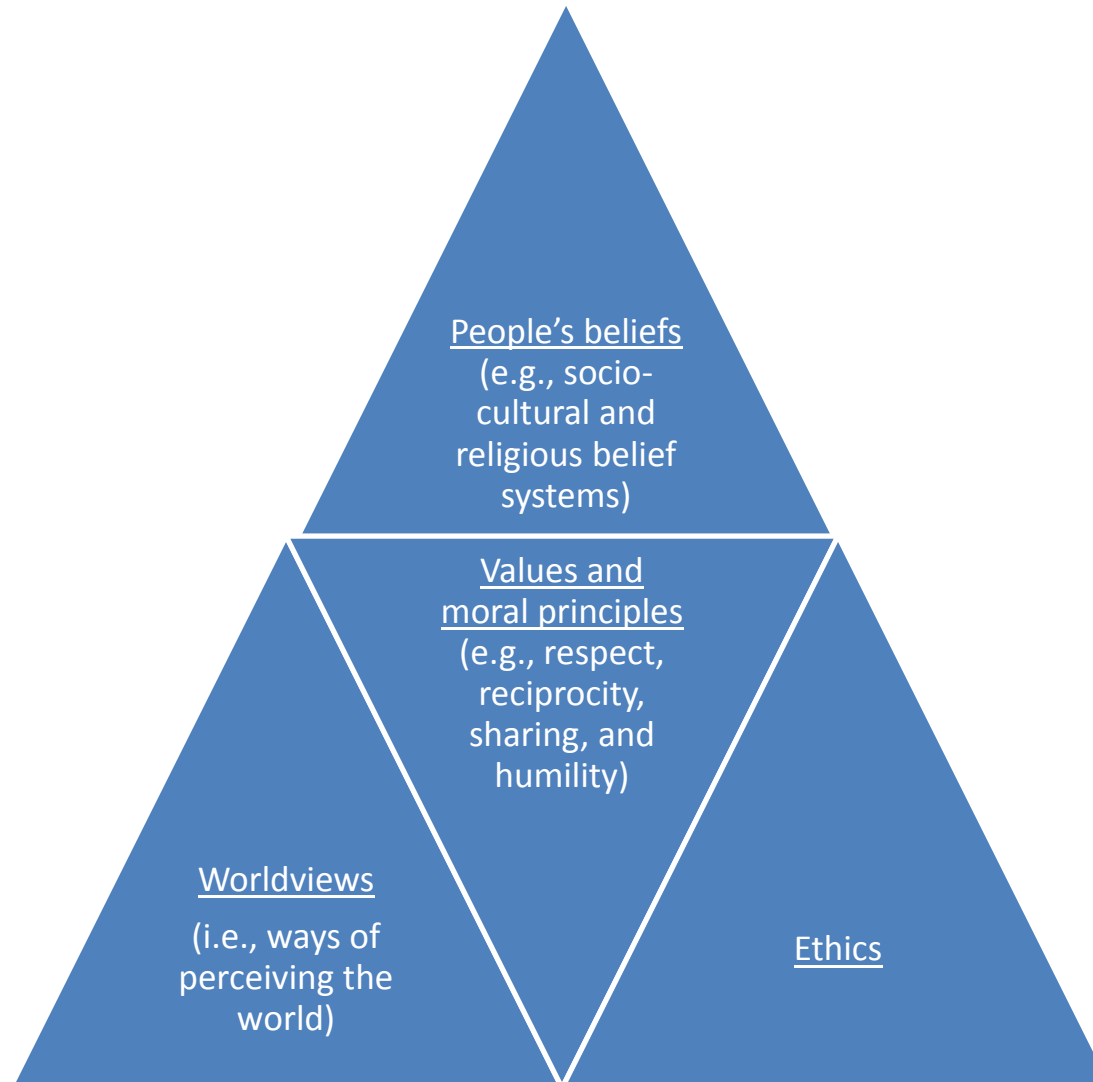 People’s beliefs
(e.g., socio-
cultural and
religious belief
systems)
Values and
moral principles
(e.g., respect,
reciprocity,
sharing, and
humility)
Worldviews
(i.e., ways of
perceiving the
world)
Ethics